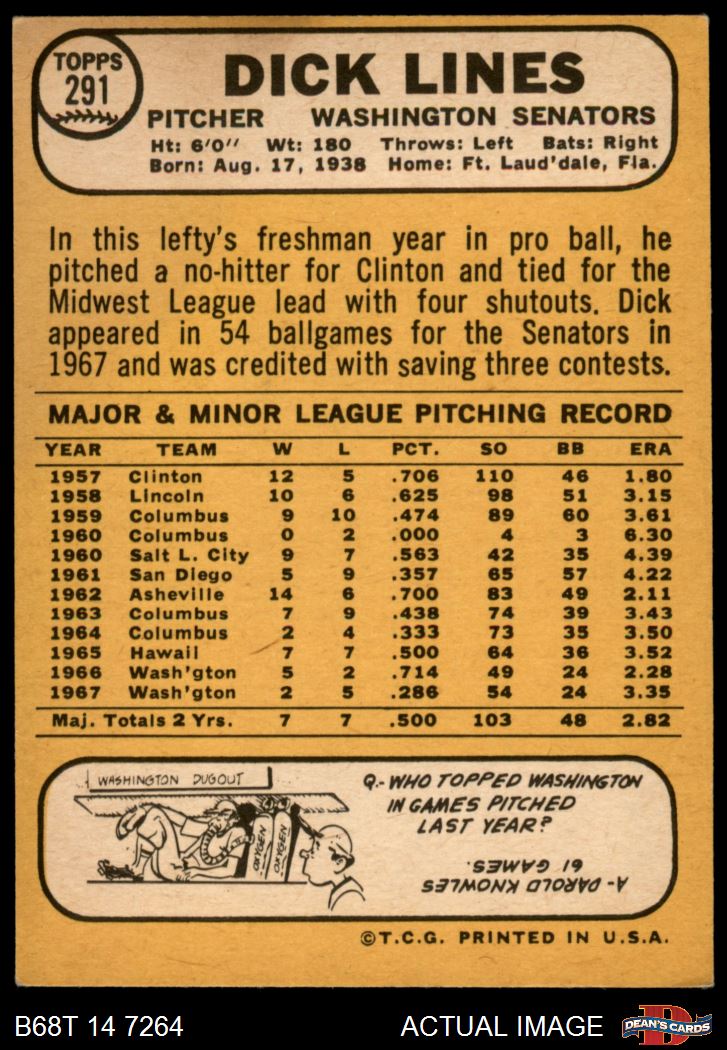 TOPPS
291
DICK LINES
PITCHER WASHINGTON SENATORS
Ht: 6'0'' Wt: 180 Throws: Left Bats: Right
Born: Aug. 17, 1938 Home: Ft. Laud'dale, Fla.
In this lefty's freshman year in pro ball, he
pitched a no-hitter for Clinton and tied for the
Midwest League lead with four shutouts. Dick
appeared in 54 ballgames for the Senators in
1967 and was credited with saving three contests.
MAJOR & MINOR LEAGUE PITCHING RECORD
YEAR TEAM W L PCT. SO BB ERA
1957 Clinton 12 5 .706 110 46 1.80
1958 Lincoln 10 6 .625 98 51 3.15
1959 Columbus 9 10 .474 89 60 3.61
1960 Columbus 0 2 .000 4 3 6.30
1960 Salt L. City 9 7 .563 42 35 4.39
1961 San Diego 5 9 .357 65 57 4.22
1962 Asheville 14 6 .700 83 49 2.11
1963 Columbus 7 9 .438 74 39 3.43
1964 Columbus 2 4 .333 73 35 3.50
1965 Hawaii 7 7 .500 64 36 3.52
1966 Wash'gton 5 2 .714 49 24 2.28
1967 Wash'gton 2 5 .286 54 24 3.35
Maj. Totals 2 Yrs. 7 7 .500 103 48 2.82
WASHINGTON DUGOUT
OXYGEN
OXYGEN
Q.- WHO TOPPED WASHINGTON
IN GAMES PITCHED
LAST YEAR?
A - DAROLD KNOWLES
61 GAMES.
©T.C.G. PRINTED IN U.S.A.
B68T 14 7264 ACTUAL IMAGE
D
DEAN'S CARDS